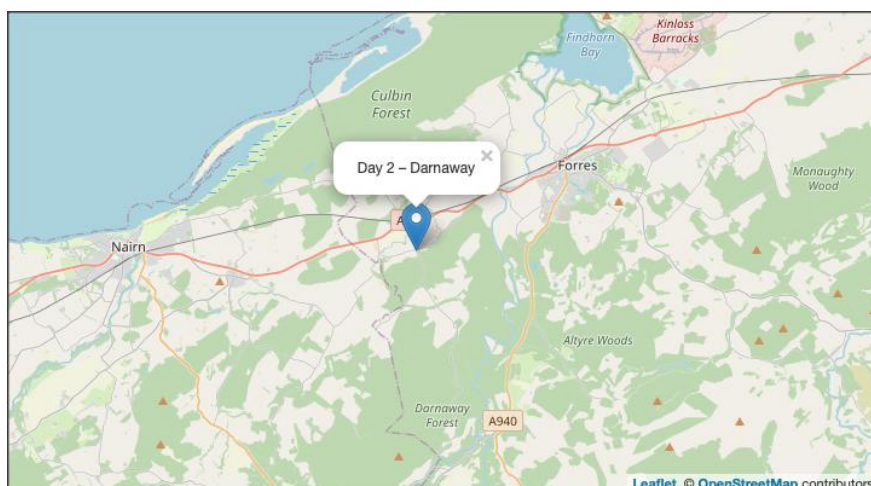 Kinloss
Barracks
Findhorn
Bay
Culbin
Forest
×
Day 2 – Darnaway
Forres
Monaughty
Wood
A
Nairn
Altyre Woods
Darnaway
Forest
A940
Leaflet, © OpenStreetMap contributors